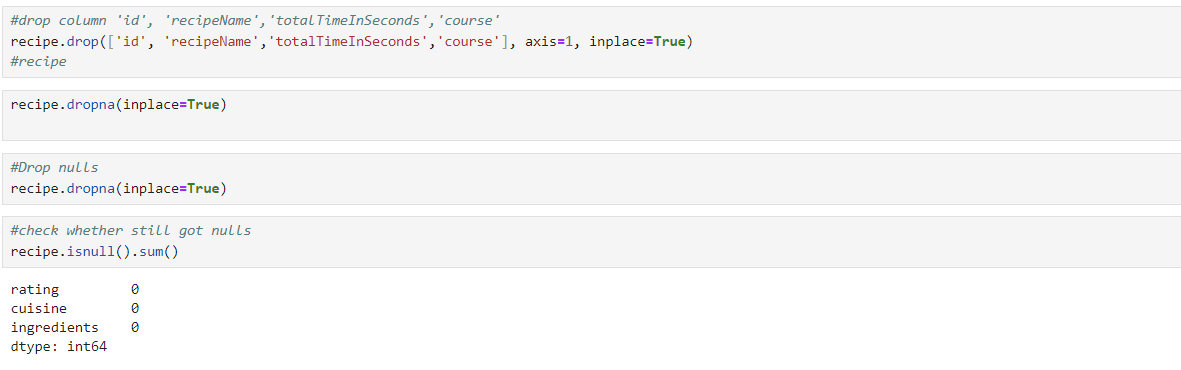 #drop column 'id', 'recipeName','totalTimeInSeconds','course'
recipe.drop(['id', 'recipeName','totalTimeInSeconds','course'], axis=1, inplace=True)
#recipe
recipe.dropna(inplace=True)
#Drop nulls
recipe.dropna(inplace=True)
#check whether still got nulls
recipe.isnull().sum()
rating         0
cuisine        0
ingredients    0
dtype: int64